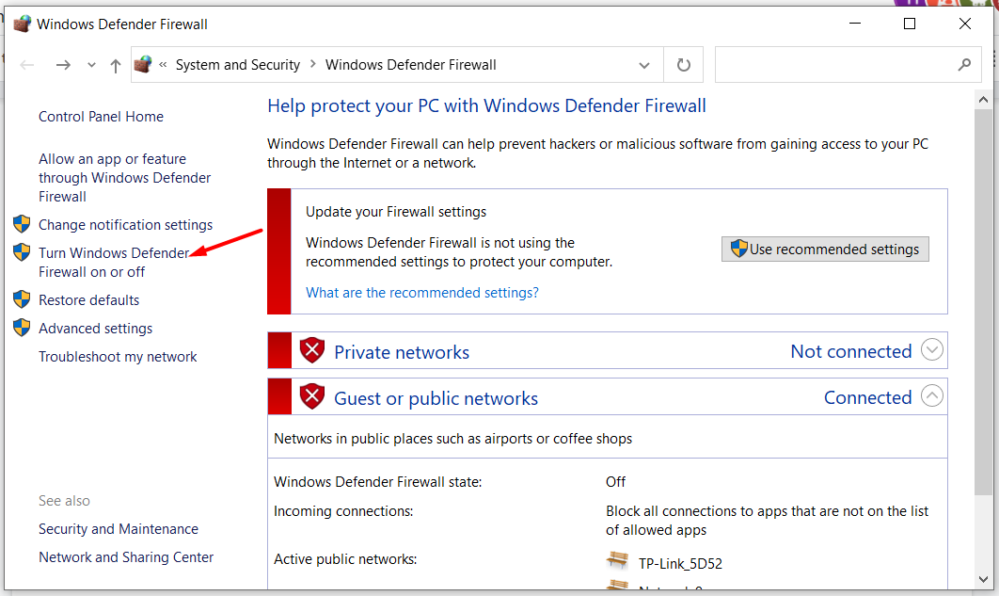 Windows Defender Firewall
« System and Security > Windows Defender Firewall
Control Panel Home
Allow an app or feature
through Windows Defender
Firewall
Change notification settings
Turn Windows Defender
Firewall on or off
Restore defaults
Advanced settings
Troubleshoot my network
See also
Security and Maintenance
Network and Sharing Center
Help protect your PC with Windows Defender Firewall
Windows Defender Firewall can help prevent hackers or malicious software from gaining access to your PC
through the Internet or a network.
Update your Firewall settings
Windows Defender Firewall is not using the
recommended settings to protect your computer.
Use recommended settings
What are the recommended settings?
Private networks Not connected
Guest or public networks Connected
Networks in public places such as airports or coffee shops
Windows Defender Firewall state: Off
Incoming connections: Block all connections to apps that are not on the list
of allowed apps
Active public networks: TP-Link_5D52